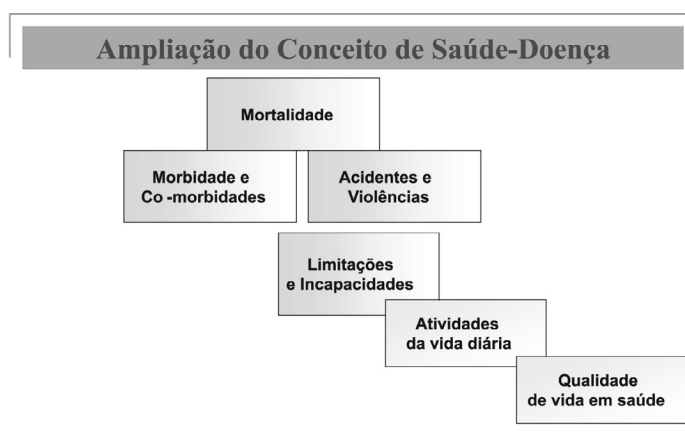 Ampliação do Conceito de Saúde-Doença
Mortalidade
Morbidade e
Co -morbidades
Acidentes e
Violências
Limitações
e Incapacidades
Atividades
da vida diária
Qualidade
de vida em saúde